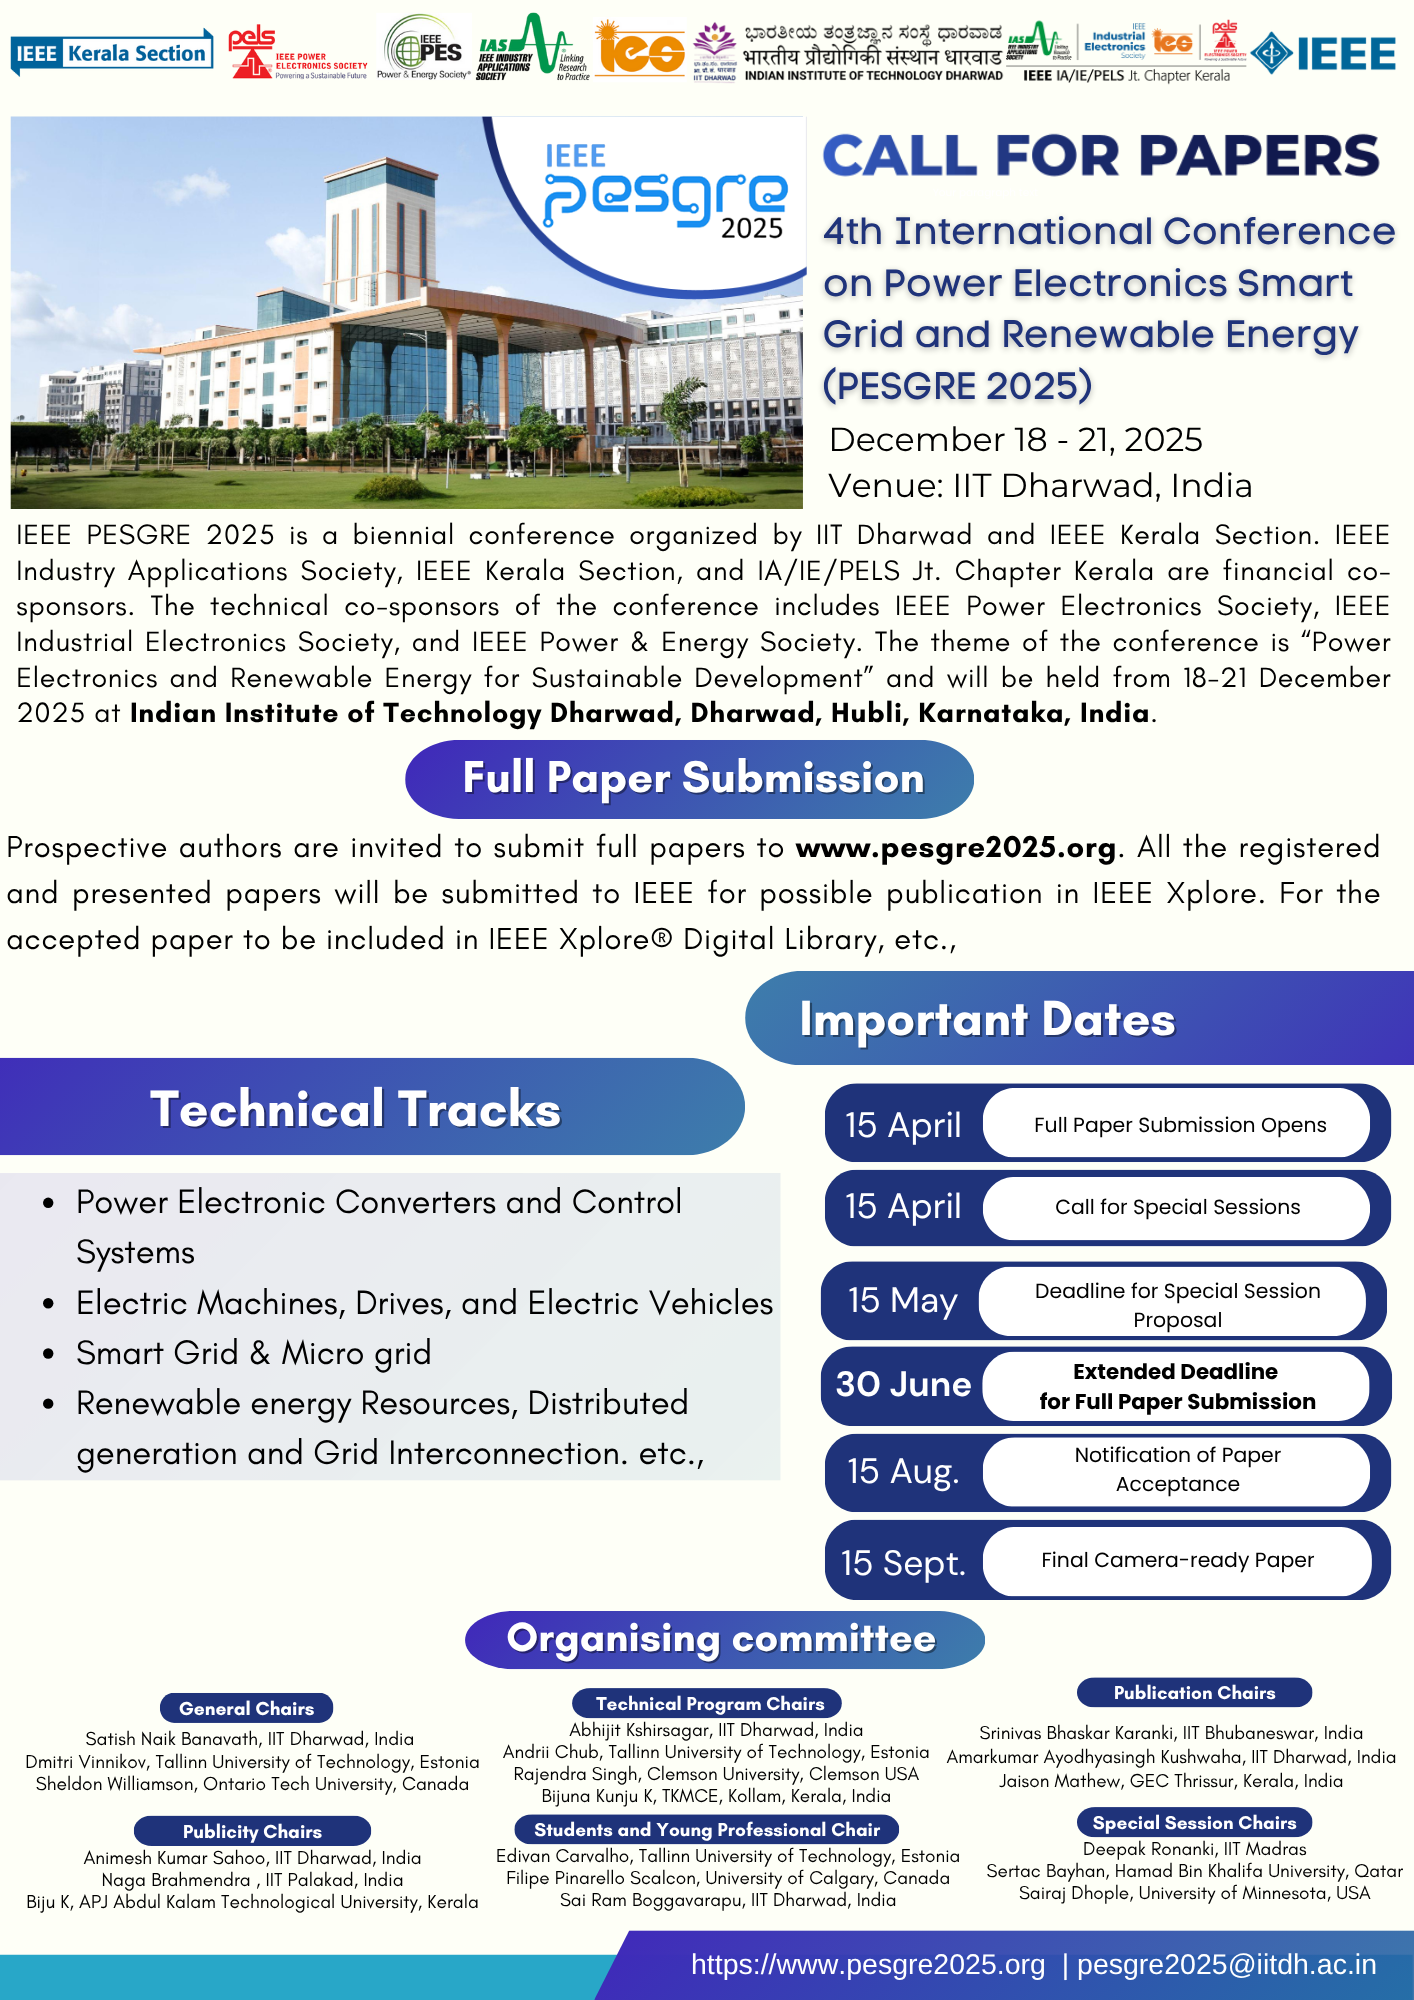 IEEE Kerala Section
pels
IEEE POWER
ELECTRONICS SOCIETY
Powering a Sustainable Future
IEEE
PES
Power & Energy Society®
IAS
IEEE INDUSTRY
APPLICATIONS
SOCIETY
Linking
Research
to Practice
ies
ಭಾರತೀಯ ತಂತ್ರಜ್ಞಾನ ಸಂಸ್ಥೆ ಧಾರವಾಡ
भारतीय प्रौद्योगिकी संस्थान धारवाड
INDIAN INSTITUTE OF TECHNOLOGY DHARWAD
IIT DHARWAD
IAS
Industrial
Electronics
Society
ies
pels
IEEE IA/IE/PELS Jt. Chapter Kerala
IEEE
IEEE
pesgre
2025
CALL FOR PAPERS
4th International Conference
on Power Electronics Smart
Grid and Renewable Energy
(PESGRE 2025)
December 18 - 21, 2025
Venue: IIT Dharwad, India
IEEE PESGRE 2025 is a biennial conference organized by IIT Dharwad and IEEE Kerala Section. IEEE
Industry Applications Society, IEEE Kerala Section, and IA/IE/PELS Jt. Chapter Kerala are financial co-
sponsors. The technical co-sponsors of the conference includes IEEE Power Electronics Society, IEEE
Industrial Electronics Society, and IEEE Power & Energy Society. The theme of the conference is “Power
Electronics and Renewable Energy for Sustainable Development” and will be held from 18-21 December
2025 at Indian Institute of Technology Dharwad, Dharwad, Hubli, Karnataka, India.
Full Paper Submission
Prospective authors are invited to submit full papers to www.pesgre2025.org. All the registered
and presented papers will be submitted to IEEE for possible publication in IEEE Xplore. For the
accepted paper to be included in IEEE Xplore® Digital Library, etc.,
Technical Tracks
• Power Electronic Converters and Control
Systems
• Electric Machines, Drives, and Electric Vehicles
• Smart Grid & Micro grid
• Renewable energy Resources, Distributed
generation and Grid Interconnection. etc.,
Important Dates
15 April Full Paper Submission Opens
15 April Call for Special Sessions
15 May Deadline for Special Session
Proposal
30 June Extended Deadline
for Full Paper Submission
15 Aug. Notification of Paper
Acceptance
15 Sept. Final Camera-ready Paper
Organising committee
General Chairs
Satish Naik Banavath, IIT Dharwad, India
Dmitri Vinnikov, Tallinn University of Technology, Estonia
Sheldon Williamson, Ontario Tech University, Canada
Publicity Chairs
Animesh Kumar Sahoo, IIT Dharwad, India
Naga Brahmendra , IIT Palakad, India
Biju K, APJ Abdul Kalam Technological University, Kerala
Technical Program Chairs
Abhijit Kshirsagar, IIT Dharwad, India
Andrii Chub, Tallinn University of Technology, Estonia
Rajendra Singh, Clemson University, Clemson USA
Bijuna Kunju K, TKMCE, Kollam, Kerala, India
Students and Young Professional Chair
Edivan Carvalho, Tallinn University of Technology, Estonia
Filipe Pinarello Scalcon, University of Calgary, Canada
Sai Ram Boggavarapu, IIT Dharwad, India
Publication Chairs
Srinivas Bhaskar Karanki, IIT Bhubaneswar, India
Amarkumar Ayodhyasingh Kushwaha, IIT Dharwad, India
Jaison Mathew, GEC Thrissur, Kerala, India
Special Session Chairs
Deepak Ronanki, IIT Madras
Sertac Bayhan, Hamad Bin Khalifa University, Qatar
Sairaj Dhople, University of Minnesota, USA
https://www.pesgre2025.org | pesgre2025@iitdh.ac.in